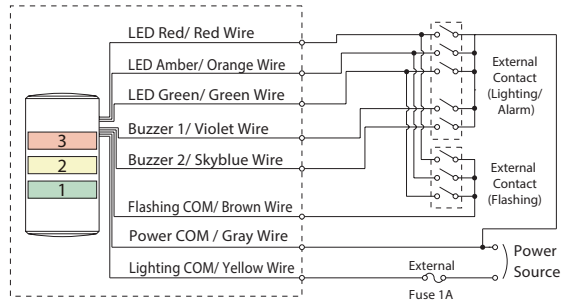 LED Red/ Red Wire
LED Amber/ Orange Wire
LED Green/ Green Wire
Buzzer 1/ Violet Wire
Buzzer 2/ Skyblue Wire
Flashing COM/ Brown Wire
Power COM / Gray Wire
Lighting COM/ Yellow Wire
3
2
1
External
Contact
(Lighting/
Alarm)
External
Contact
(Flashing)
Power
Source
External
Fuse 1A